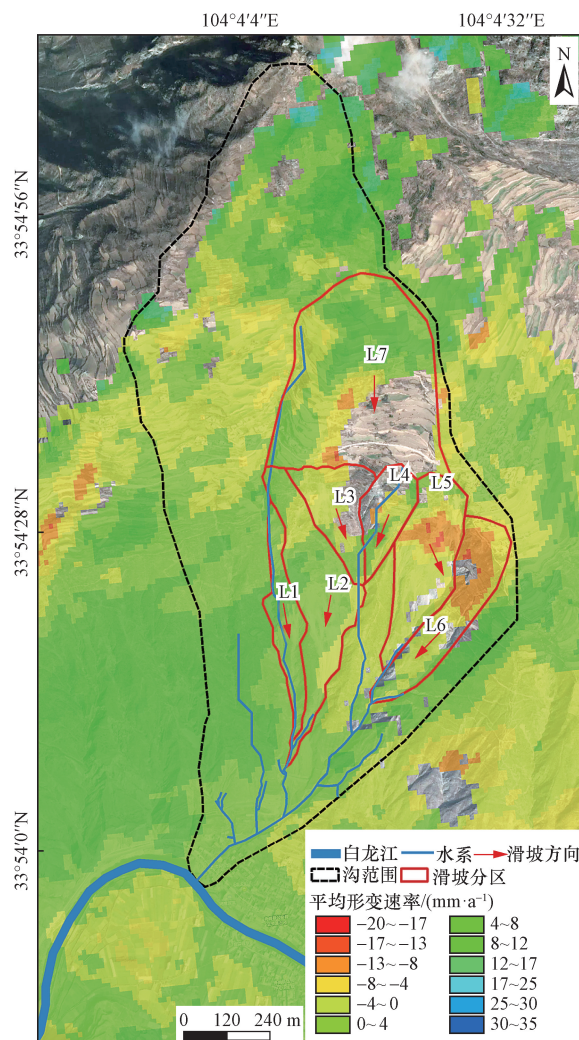 104°4′4″E
104°4′32″E
N
33°54′56″N
L7
L4
L5
L3
33°54′28″N
L1
L2
L6
33°54′0″N
白龙江
水系
滑坡方向
沟范围
滑坡分区
平均形变速率/(mm·a⁻¹)
−20~−17
4~8
−17~−13
8~12
−13~−8
12~17
−8~−4
17~25
−4~0
25~30
0~4
30~35
0 120 240 m